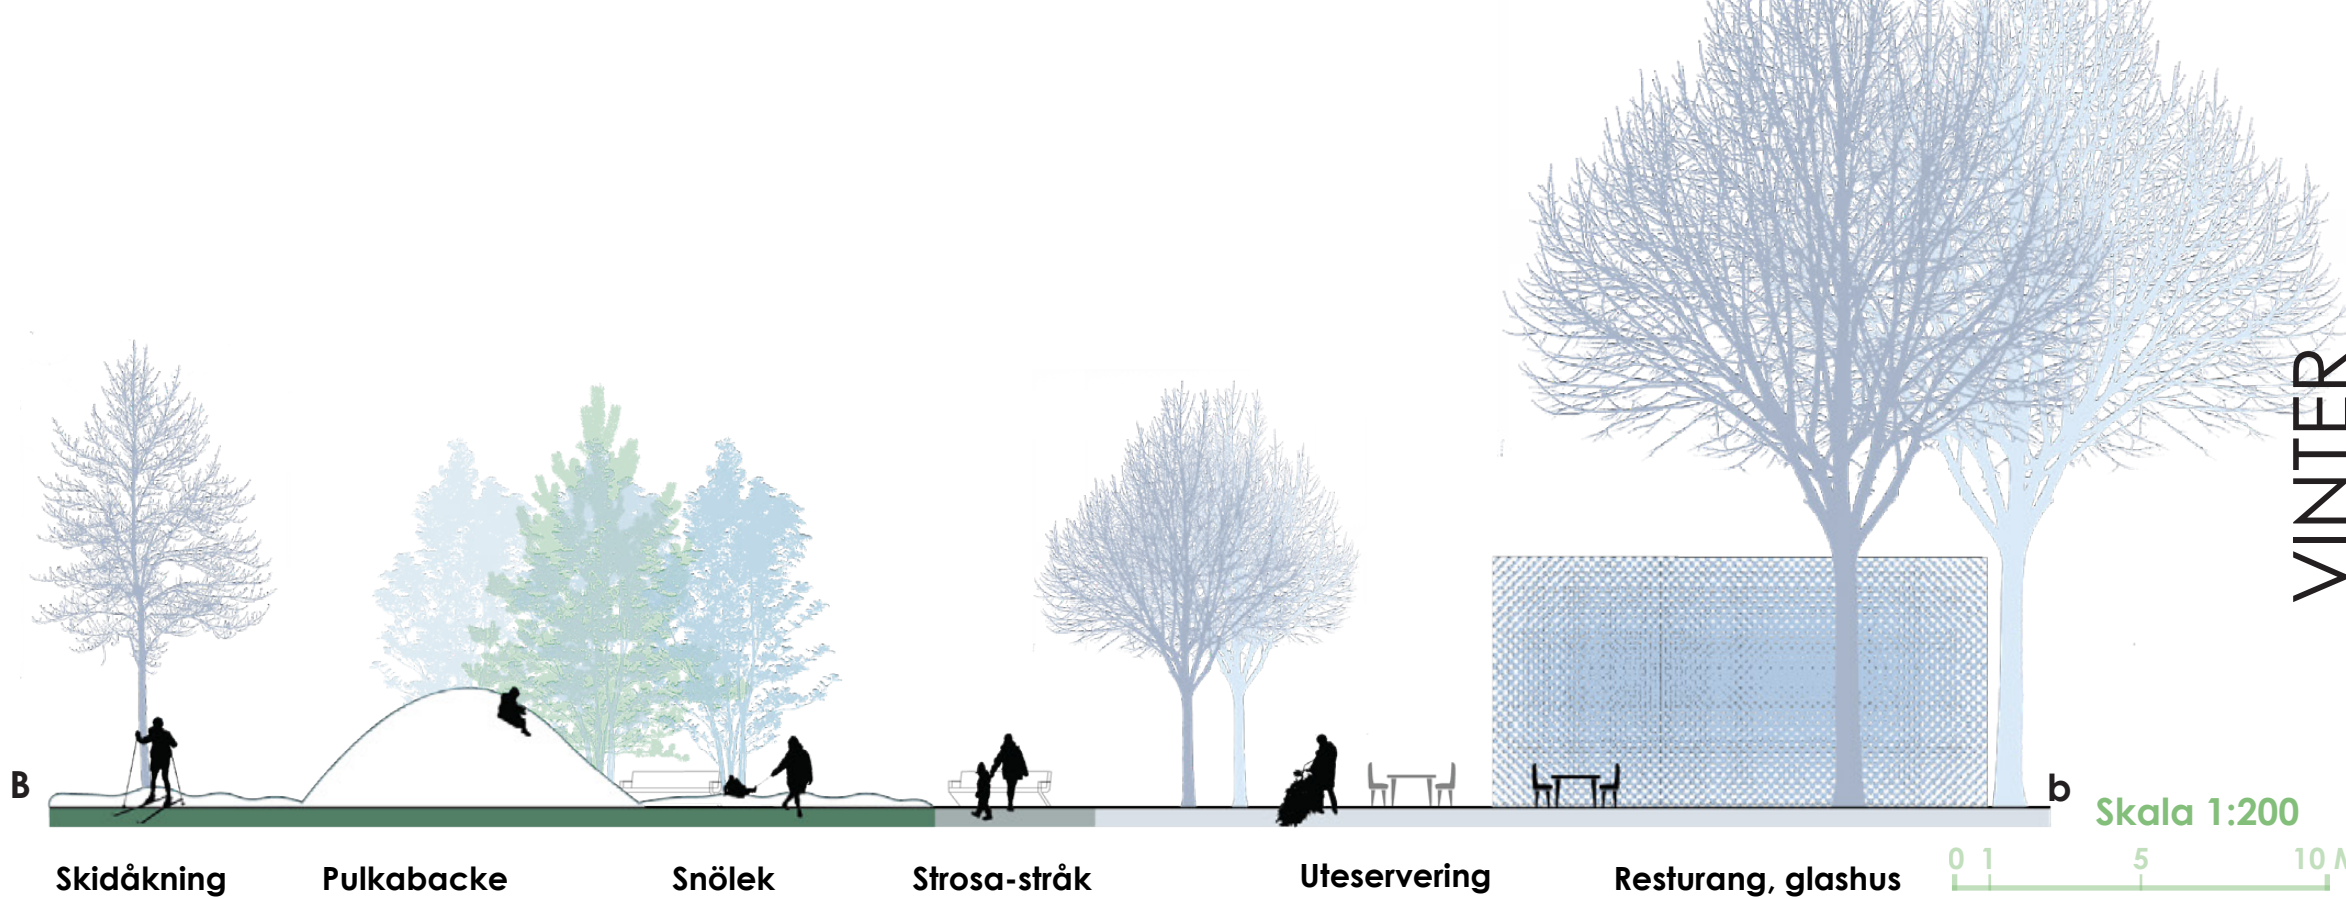 VINTER
B
b
Skala 1:200
0 1 5 10 M
Skidåkning Pulkabacke Snölek Strosa-stråk Uteservering Resturang, glashus